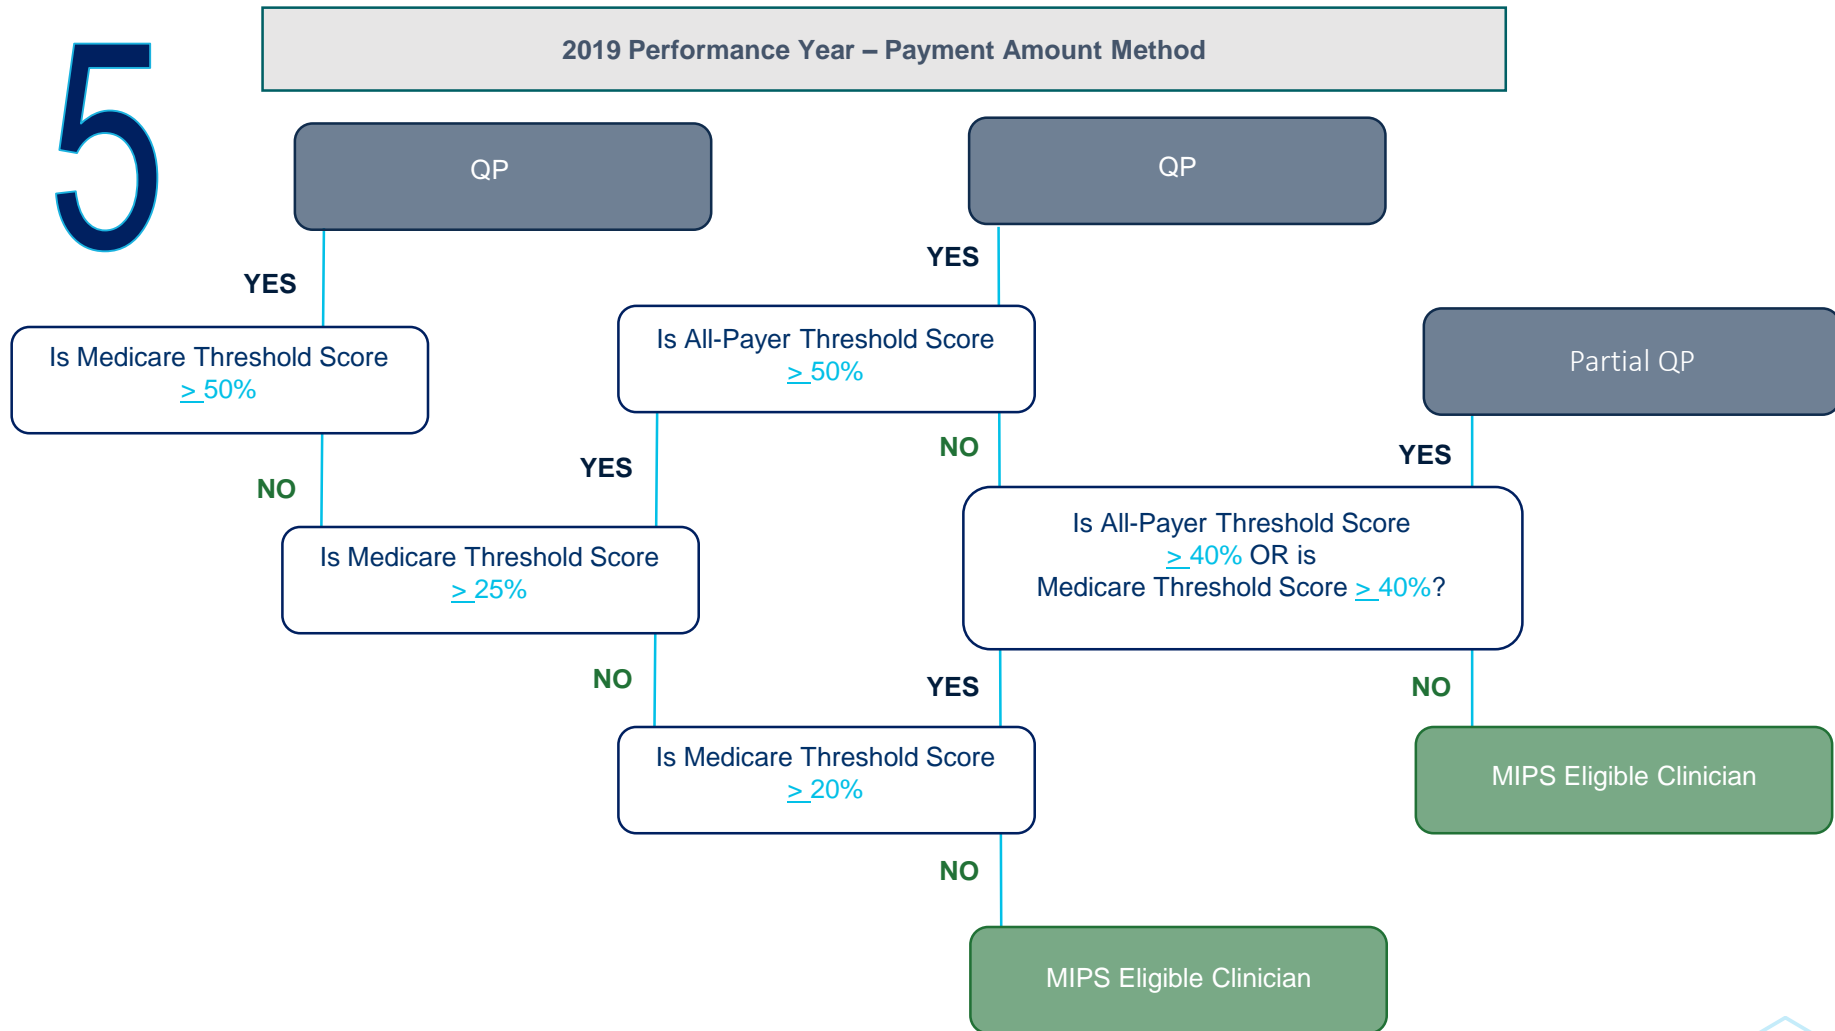 5
2019 Performance Year – Payment Amount Method
QP
QP
YES
YES
Is Medicare Threshold Score
> 50%
Is All-Payer Threshold Score
> 50%
Partial QP
NO
YES
NO
YES
Is Medicare Threshold Score
> 25%
Is All-Payer Threshold Score
> 40% OR is
Medicare Threshold Score > 40%?
NO
YES
NO
Is Medicare Threshold Score
> 20%
MIPS Eligible Clinician
NO
MIPS Eligible Clinician